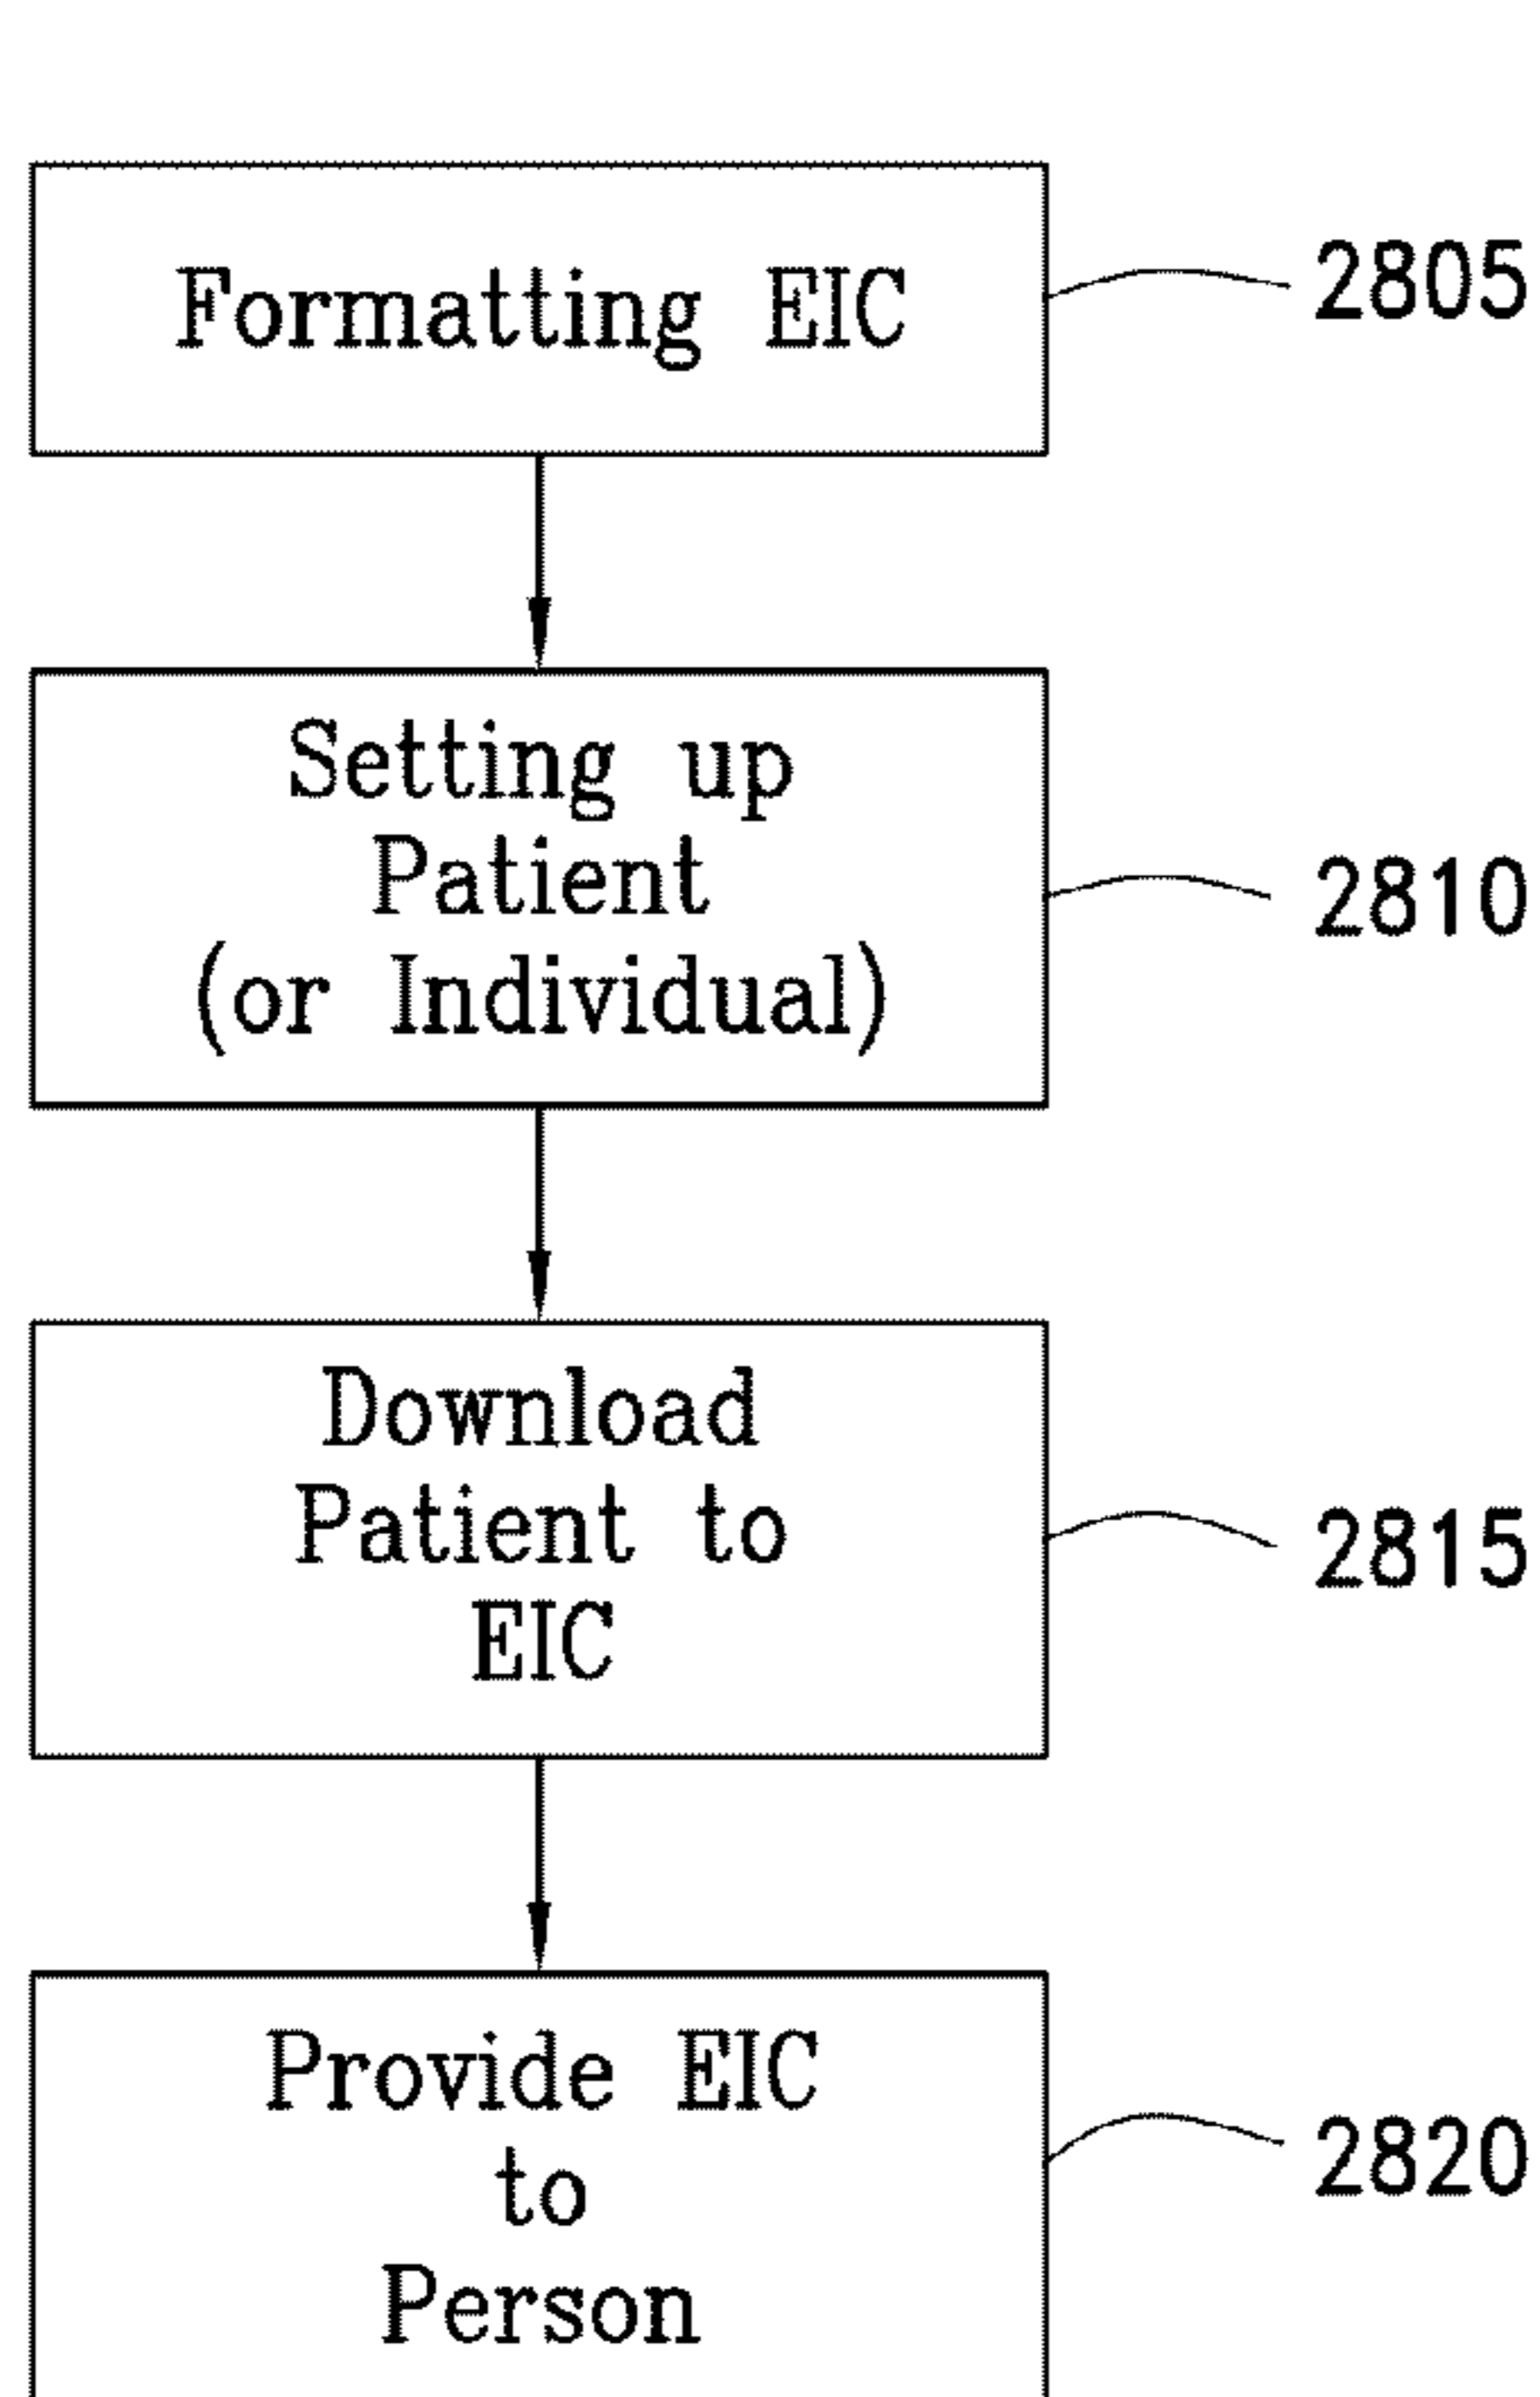 Formatting EIC
2805
Setting up
Patient
(or Individual)
2810
Download
Patient to
EIC
2815
Provide EIC
to
Person
2820